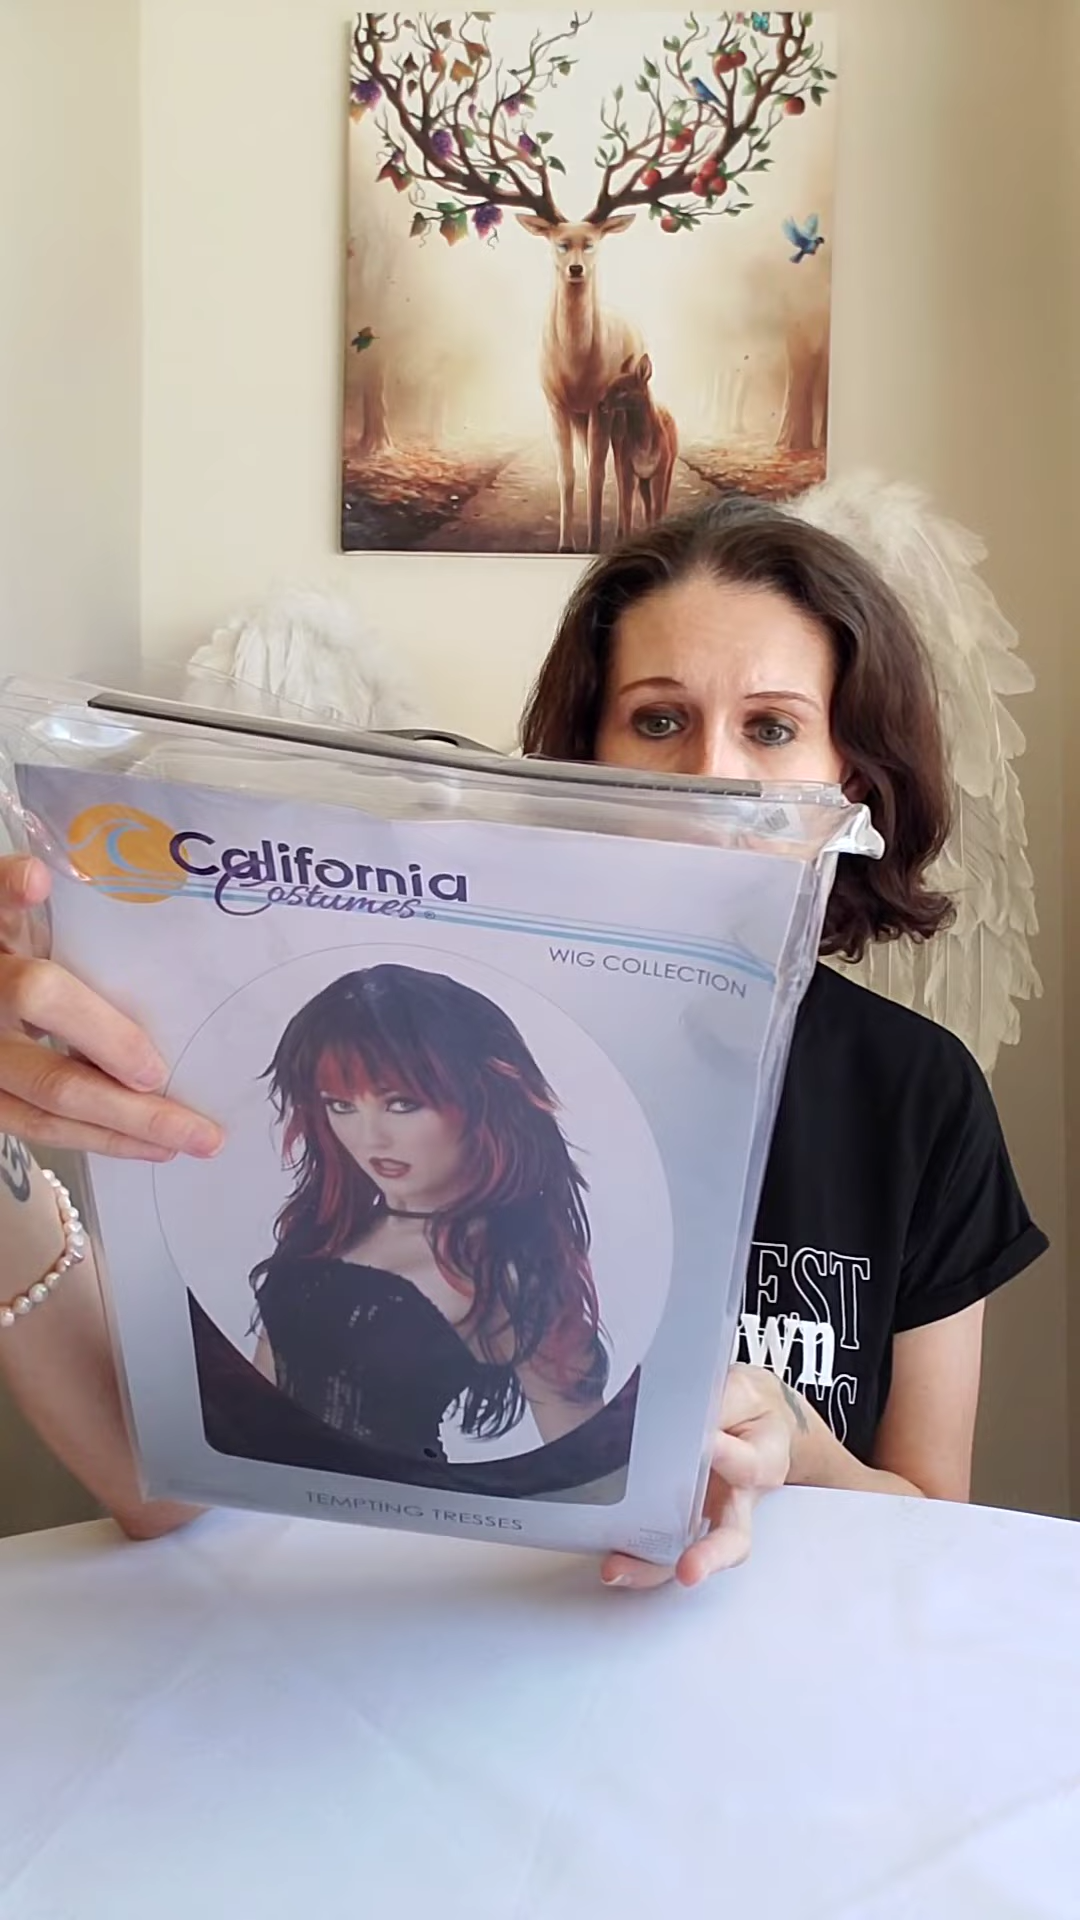 California
Costumes®
WIG COLLECTION
TEMPTING TRESSES
EST
wn